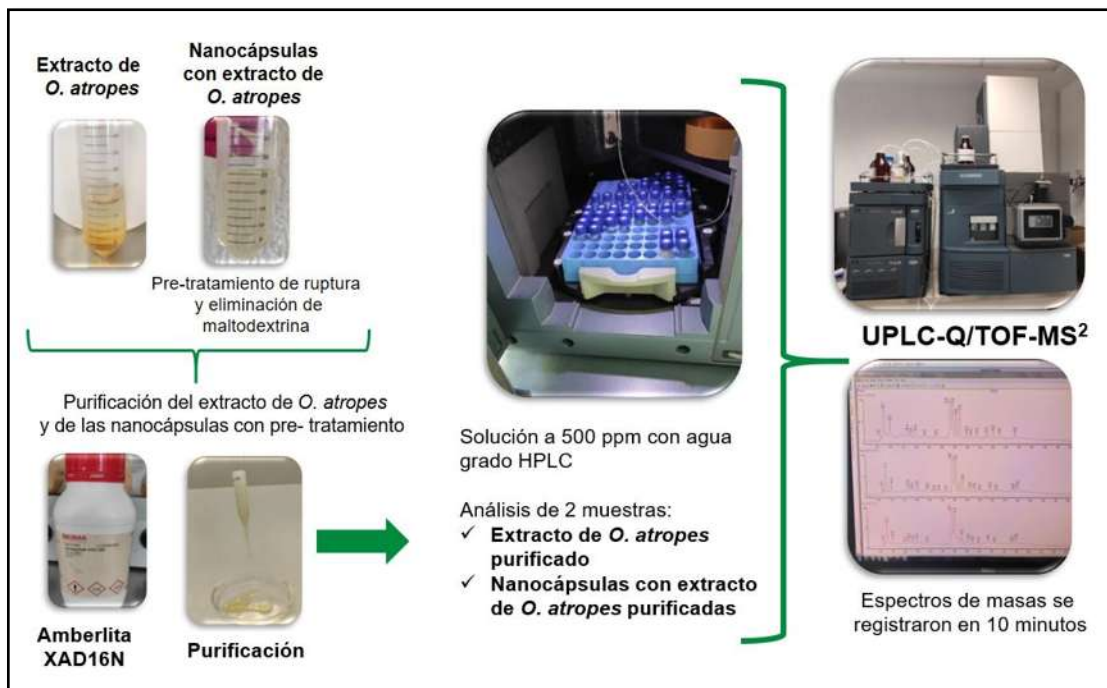 Extracto de
O. atropes
Nanocápsulas
con extracto de
O. atropes
Pre-tratamiento de ruptura
y eliminación de
maltodextrina
Purificación del extracto de O. atropes
y de las nanocápsulas con pre- tratamiento
Amberlita
XAD16N
Purificación
Solución a 500 ppm con agua
grado HPLC
Análisis de 2 muestras:
✓ Extracto de O. atropes
purificado
✓ Nanocápsulas con extracto
de O. atropes purificadas
UPLC-Q/TOF-MS²
Espectros de masas se
registraron en 10 minutos